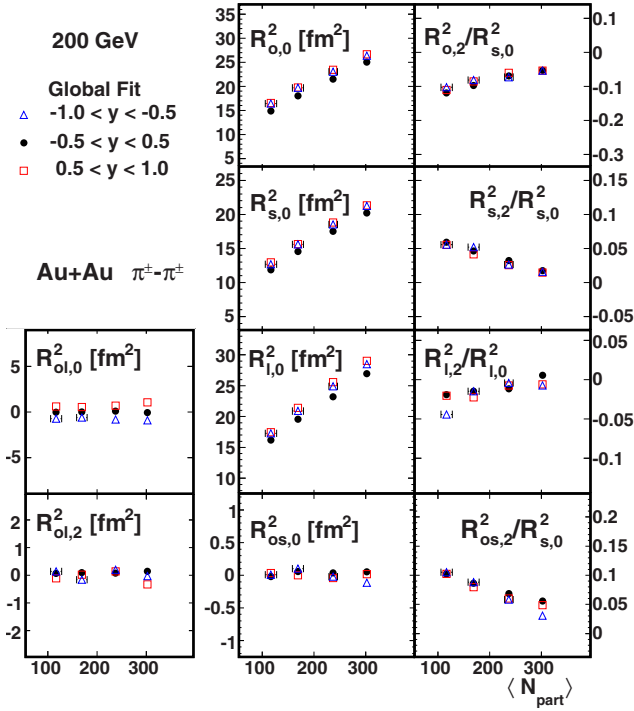 200 GeV
Global Fit
-1.0 < y < -0.5
-0.5 < y < 0.5
0.5 < y < 1.0
Au+Au π±-π±
R²o,0 [fm²]
35
30
25
20
15
10
5
R²o,2/R²s,0
0.1
0
-0.1
-0.2
-0.3
R²s,0 [fm²]
25
20
15
10
5
R²s,2/R²s,0
0.15
0.1
0.05
0
-0.05
R²ol,0 [fm²]
5
0
-5
R²l,0 [fm²]
30
25
20
15
10
R²l,2/R²l,0
0.05
0
-0.05
-0.1
R²ol,2 [fm²]
2
1
0
-1
-2
R²os,0 [fm²]
1
0.5
0
-0.5
-1
R²os,2/R²s,0
0.2
0.15
0.1
0.05
0
100 200 300
100 200 300
100 200 300
⟨ Npart ⟩